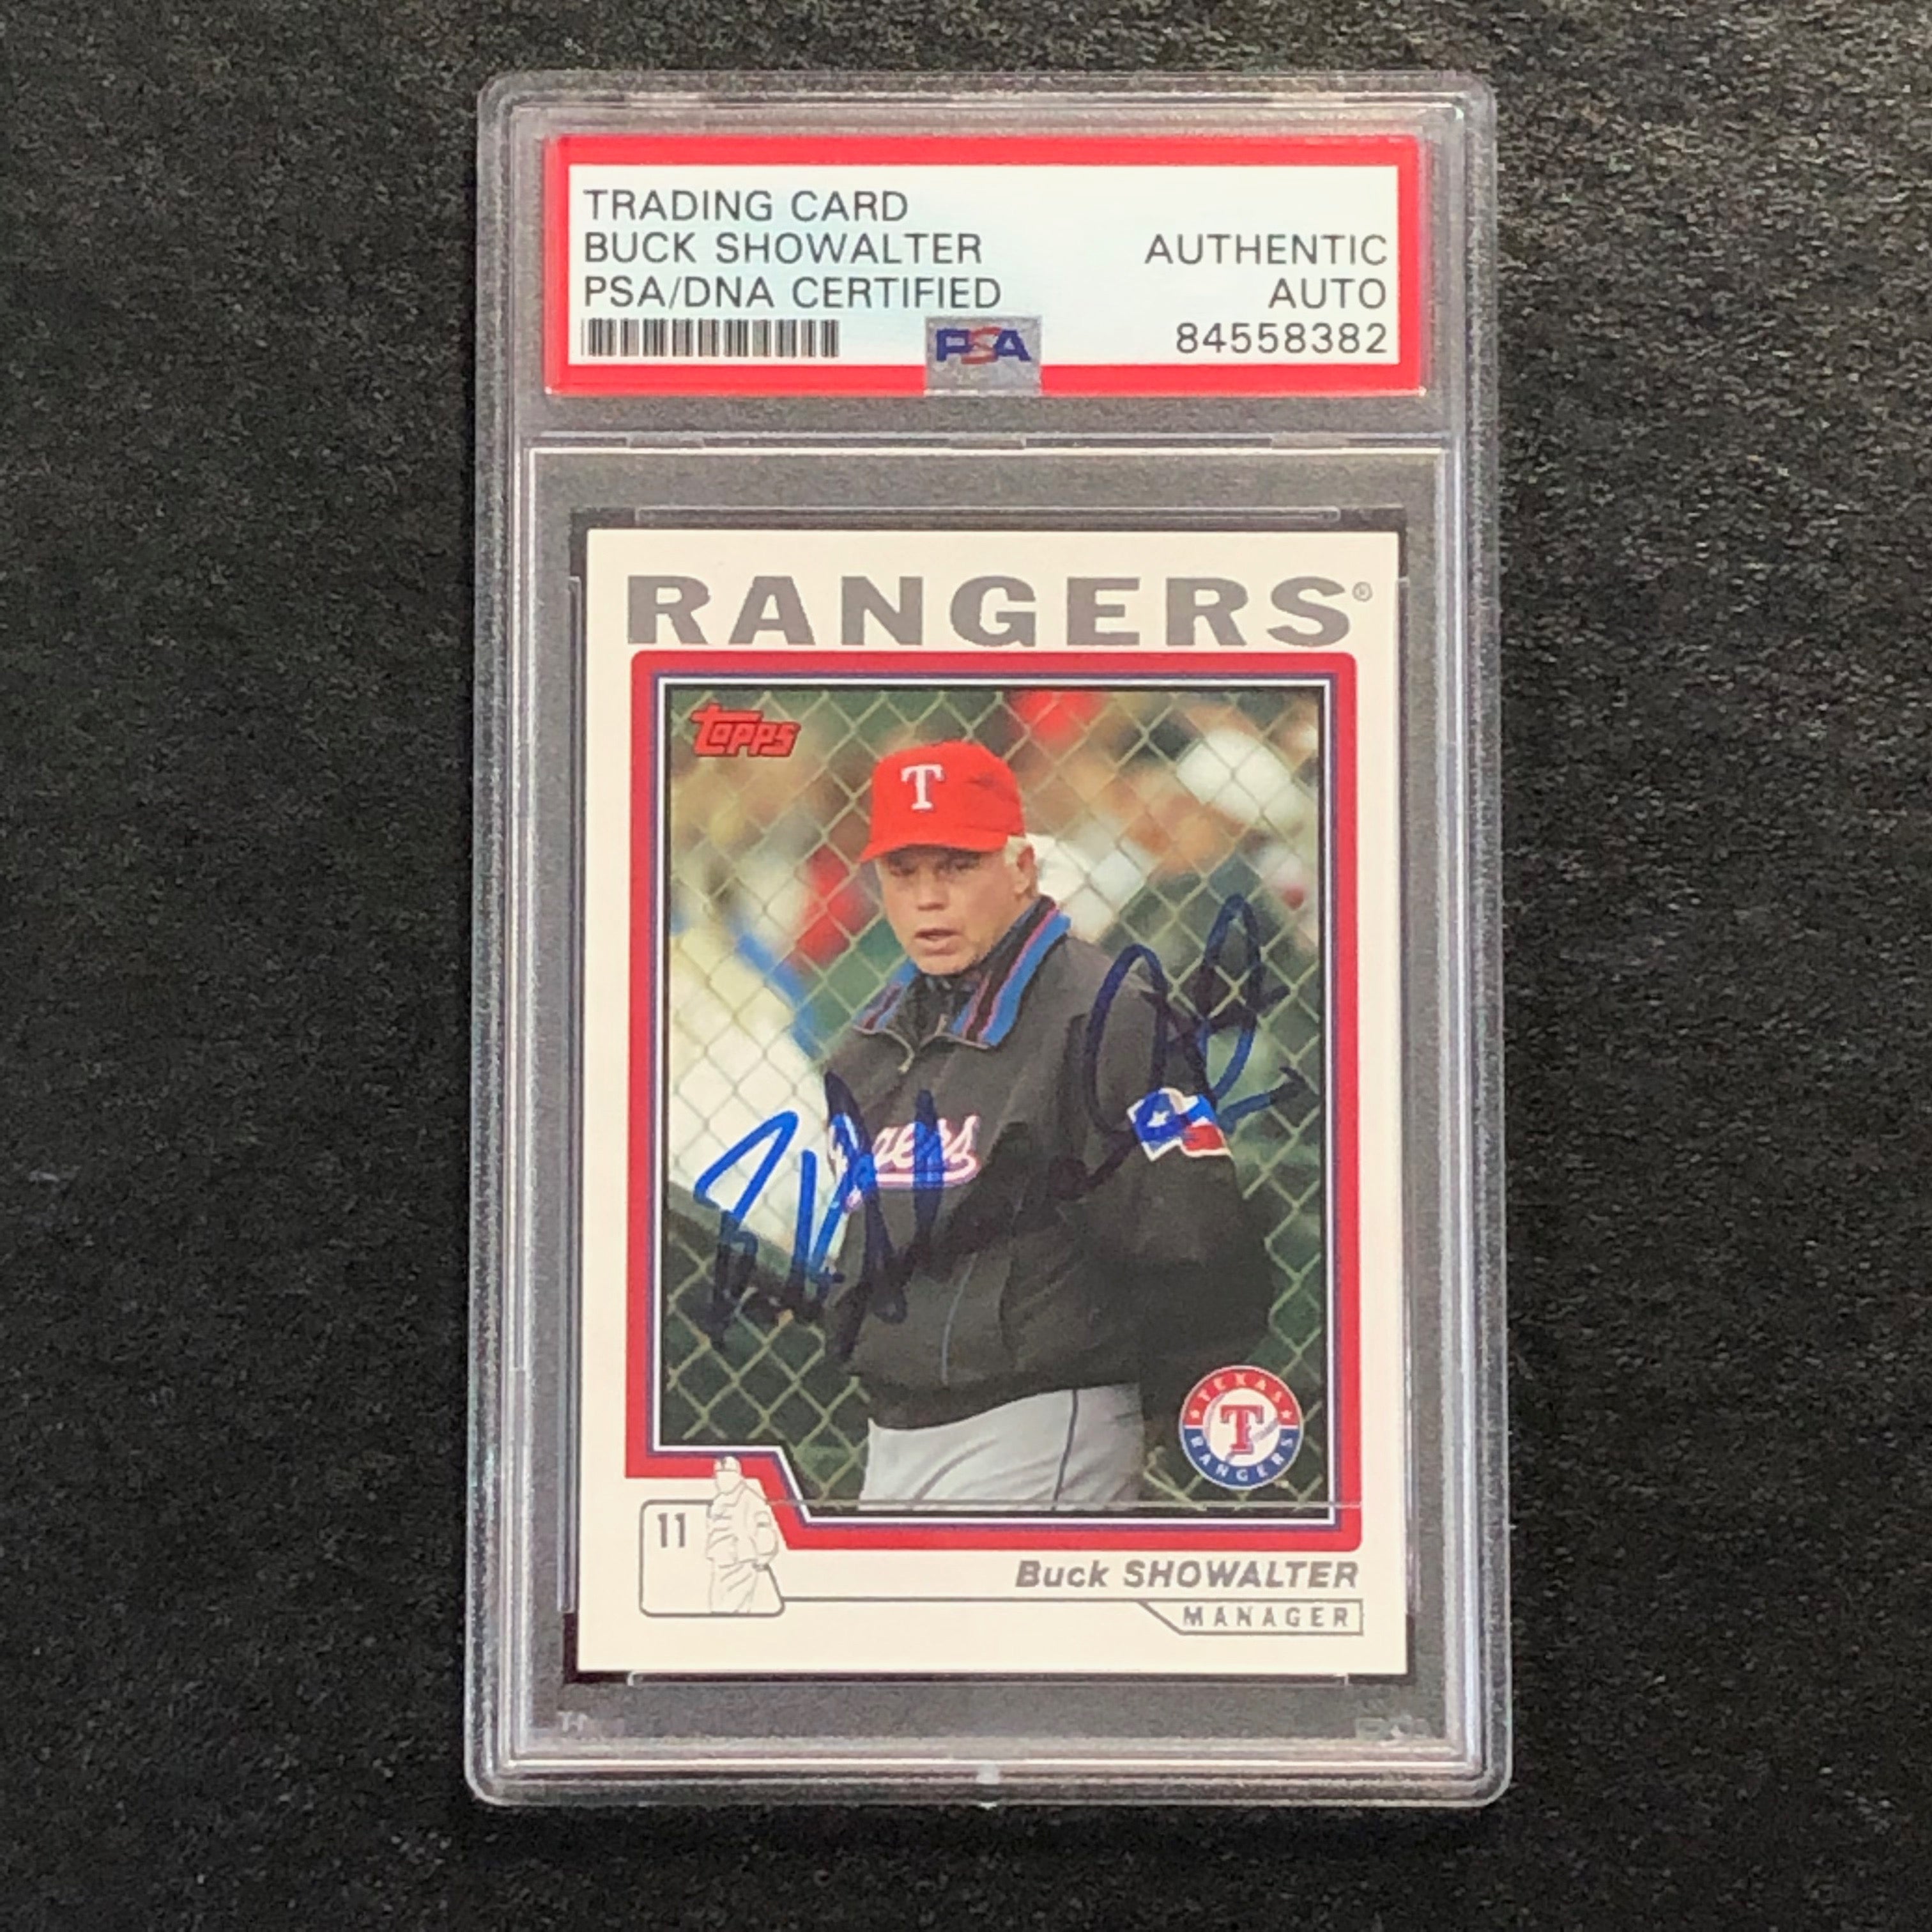 TRADING CARD
BUCK SHOWALTER
PSA/DNA CERTIFIED
AUTHENTIC
AUTO
84558382
PSA
RANGERS®
Topps
T
TEXAS
T
RANGERS
11
Buck SHOWALTER
MANAGER